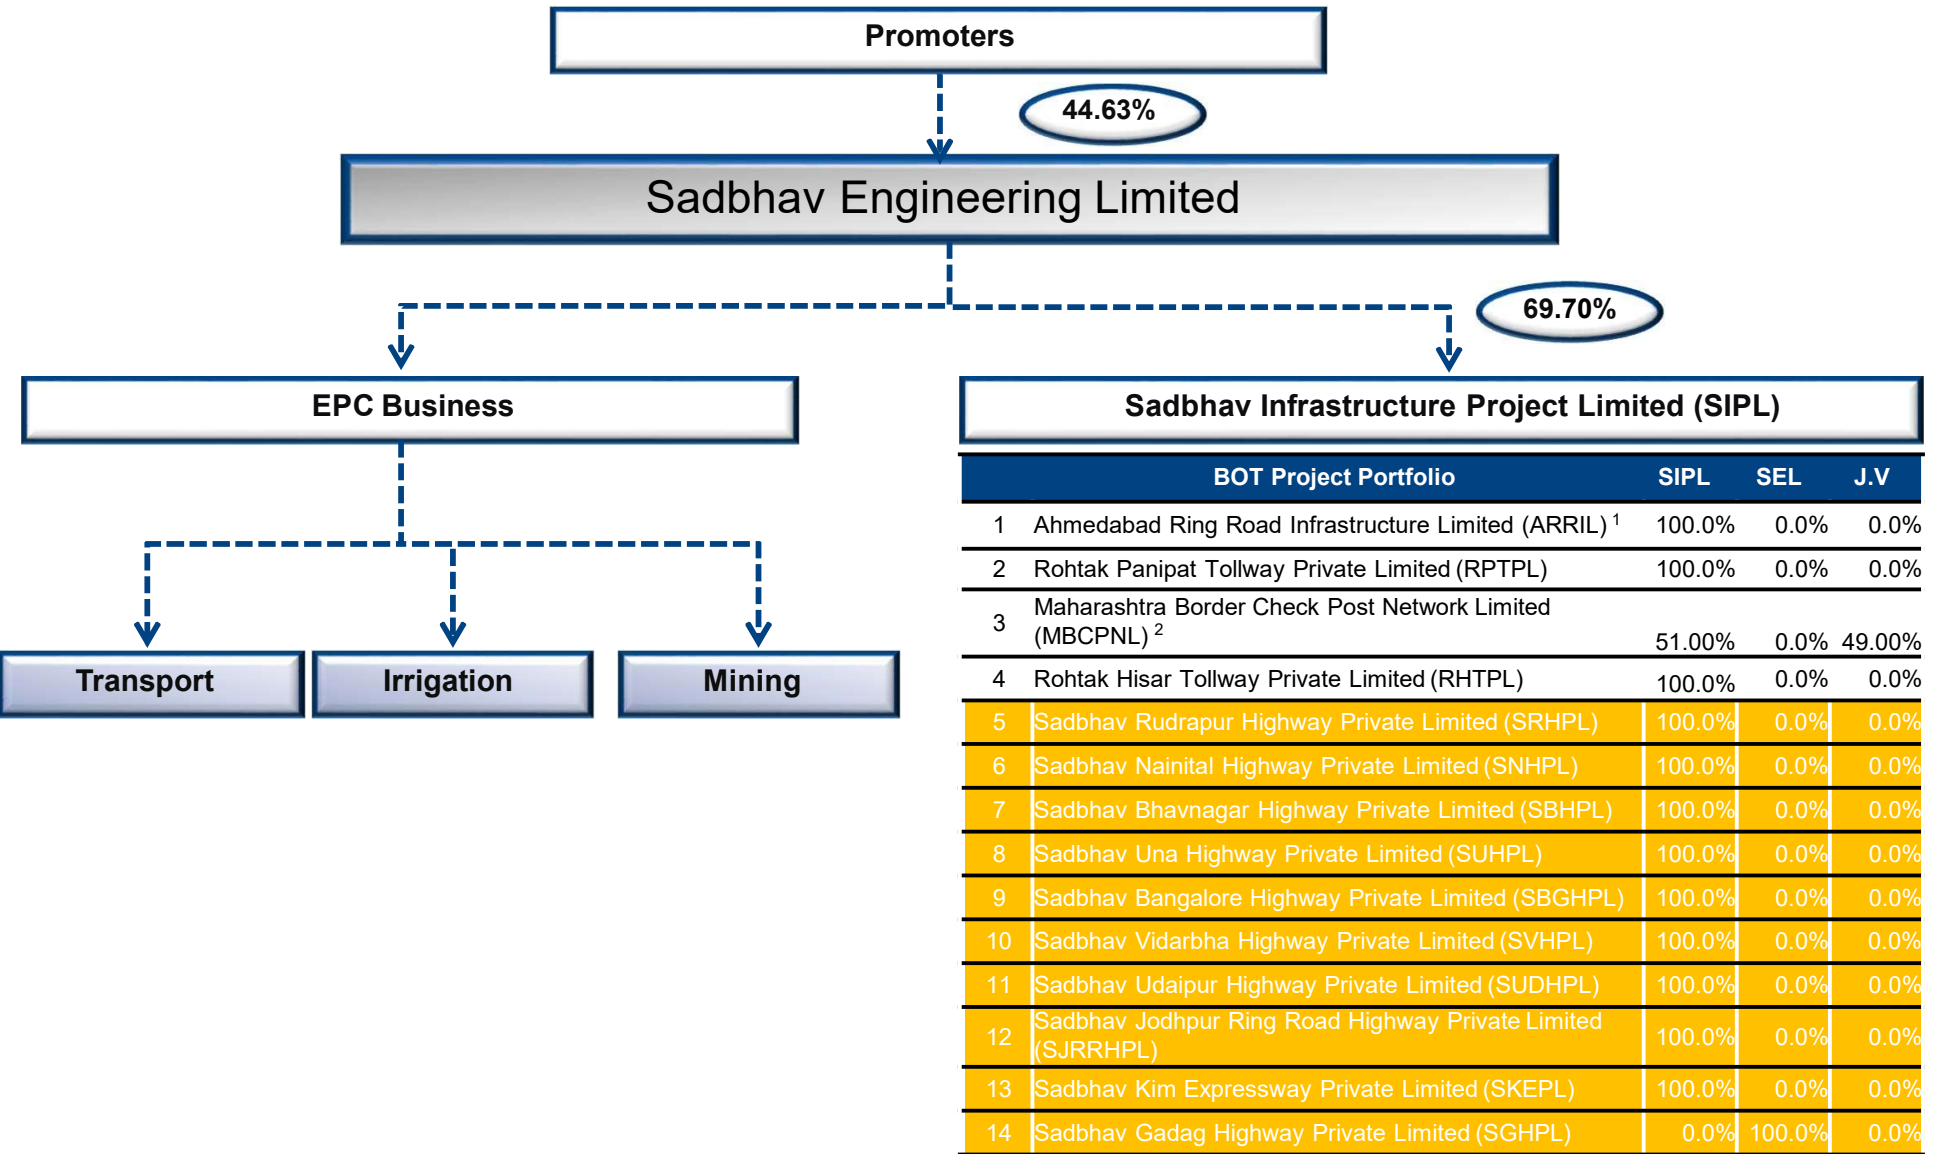 Promoters
44.63%
Sadbhav Engineering Limited
69.70%
EPC Business
Sadbhav Infrastructure Project Limited (SIPL)
Transport
Irrigation
Mining
BOT Project Portfolio SIPL SEL J.V
1 Ahmedabad Ring Road Infrastructure Limited (ARRIL) 1 100.0% 0.0% 0.0%
2 Rohtak Panipat Tollway Private Limited (RPTPL) 100.0% 0.0% 0.0%
3 Maharashtra Border Check Post Network Limited
(MBCPNL) 2 51.00% 0.0% 49.00%
4 Rohtak Hisar Tollway Private Limited (RHTPL) 100.0% 0.0% 0.0%
5 Sadbhav Rudrapur Highway Private Limited (SRHPL) 100.0% 0.0% 0.0%
6 Sadbhav Nainital Highway Private Limited (SNHPL) 100.0% 0.0% 0.0%
7 Sadbhav Bhavnagar Highway Private Limited (SBHPL) 100.0% 0.0% 0.0%
8 Sadbhav Una Highway Private Limited (SUHPL) 100.0% 0.0% 0.0%
9 Sadbhav Bangalore Highway Private Limited (SBGHPL) 100.0% 0.0% 0.0%
10 Sadbhav Vidarbha Highway Private Limited (SVHPL) 100.0% 0.0% 0.0%
11 Sadbhav Udaipur Highway Private Limited (SUDHPL) 100.0% 0.0% 0.0%
12 Sadbhav Jodhpur Ring Road Highway Private Limited
(SJRRHPL) 100.0% 0.0% 0.0%
13 Sadbhav Kim Expressway Private Limited (SKEPL) 100.0% 0.0% 0.0%
14 Sadbhav Gadag Highway Private Limited (SGHPL) 0.0% 100.0% 0.0%